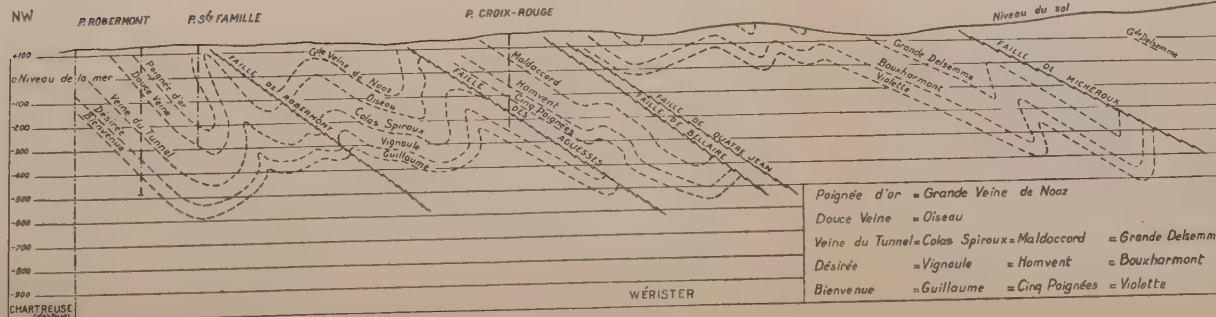 NW
P. ROBERMONT
P. Ste FAMILLE
P. CROIX-ROUGE
Niveau du sol
Gde Delsemme
+100
o Niveau de la mer
-100
-200
-300
-400
-500
-600
-700
-800
-900
Poignée d'or
Douce Veine
Veine du Tunnel
Désirée
Bienvenue
FAILLE DE ROBERMONT
Gde Veine de Nooz
Oiseau
Colas Spiroux
Vignoule
Guillaume
FAILLE DES AGUESSES
Maldoccord
Homvent
Cinq Poignées
FAILLE DE QUATRE JEAN
FAILLE DE BELLAIRE
Grande Delsemme
Bouxharmont
Violette
FAILLE DE MICHEROUX
Poignée d'or = Grande Veine de Nooz
Douce Veine = Oiseau
Veine du Tunnel = Colas Spiroux = Maldoccord = Grande Delsemme
Désirée = Vignoule = Homvent = Bouxharmont
Bienvenue = Guillaume = Cinq Poignées = Violette
WÉRISTER
CHARTREUSE